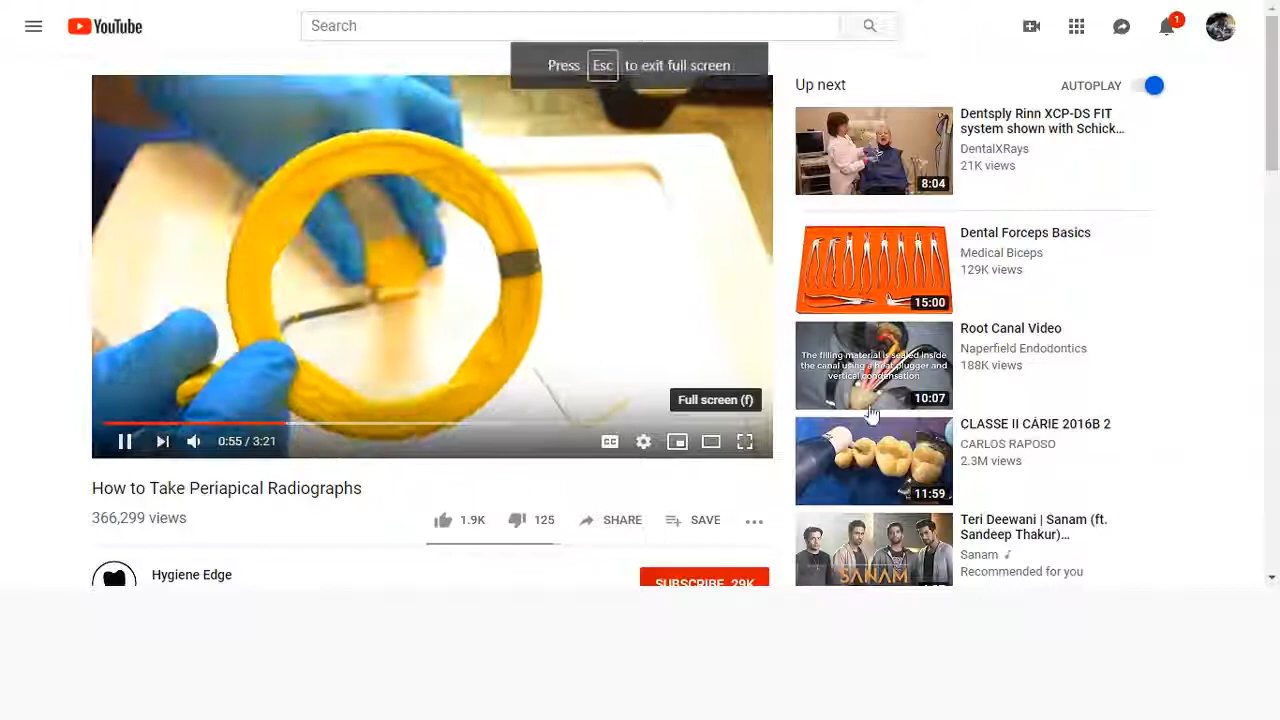 YouTube
Search
1
Press Esc to exit full screen
Up next
AUTOPLAY
Dentsply Rinn XCP-DS FIT
system shown with Schick…
DentalXRays
21K views
8:04
Dental Forceps Basics
Medical Biceps
129K views
15:00
Root Canal Video
Naperfield Endodontics
188K views
The filling material is sealed inside
the canal using a heat plugger and
vertical condensation
10:07
CLASSE II CÁRIE 2016B 2
CARLOS RAPOSO
2.3M views
11:59
Teri Deewani | Sanam (ft.
Sandeep Thakur)…
Sanam
Recommended for you
SANAM
Full screen (f)
0:55 / 3:21
CC
How to Take Periapical Radiographs
366,299 views
1.9K
125
SHARE
SAVE
Hygiene Edge
SUBSCRIBE 29K